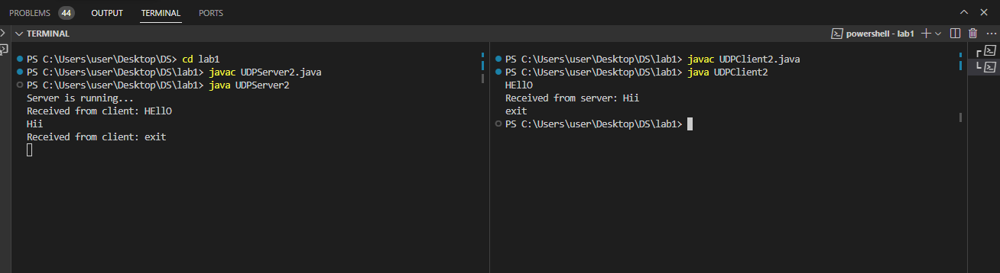 PROBLEMS 44 OUTPUT TERMINAL PORTS
TERMINAL
powershell - lab1
PS C:\Users\user\Desktop\DS> cd lab1
PS C:\Users\user\Desktop\DS\lab1> javac UDPServer2.java
PS C:\Users\user\Desktop\DS\lab1> java UDPServer2
Server is running...
Received from client: HEllO
Hii
Received from client: exit
PS C:\Users\user\Desktop\DS\lab1> javac UDPClient2.java
PS C:\Users\user\Desktop\DS\lab1> java UDPClient2
HEllO
Received from server: Hii
exit
PS C:\Users\user\Desktop\DS\lab1>